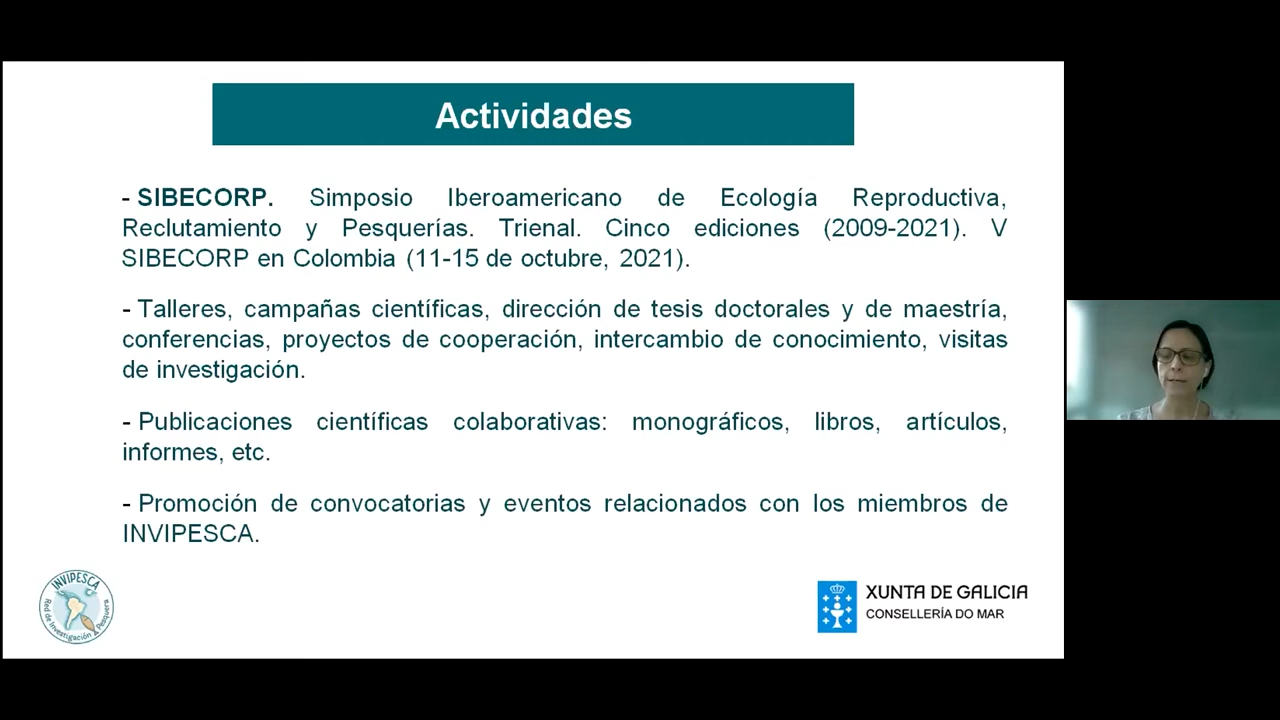 Actividades
- SIBECORP. Simposio Iberoamericano de Ecología Reproductiva,
Reclutamiento y Pesquerías. Trienal. Cinco ediciones (2009-2021). V
SIBECORP en Colombia (11-15 de octubre, 2021).
- Talleres, campañas científicas, dirección de tesis doctorales y de maestría,
conferencias, proyectos de cooperación, intercambio de conocimiento, visitas
de investigación.
- Publicaciones científicas colaborativas: monográficos, libros, artículos,
informes, etc.
- Promoción de convocatorias y eventos relacionados con los miembros de
INVIPESCA.
INVIPESCA
Red de Investigación Pesquera
XUNTA DE GALICIA
CONSELLERÍA DO MAR